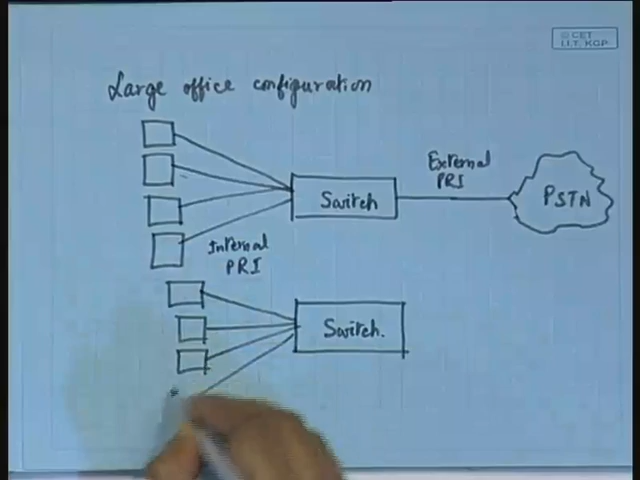 © CET
I.I.T. KGP
Large office configuration
External
PRI
Switch
PSTN
Internal
PRI
Switch.